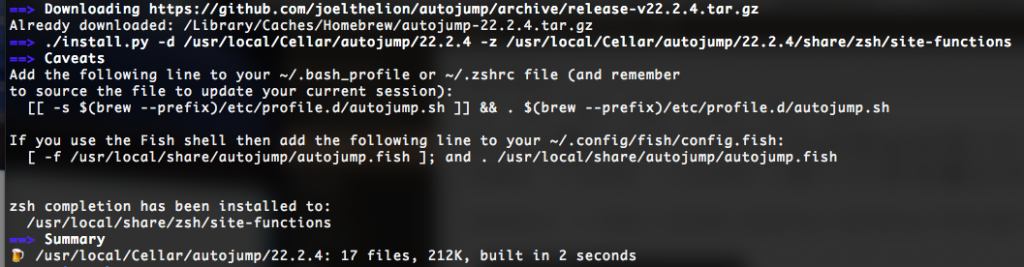 ==> Downloading https://github.com/joelthelion/autojump/archive/release-v22.2.4.tar.gz
Already downloaded: /Library/Caches/Homebrew/autojump-22.2.4.tar.gz
==> ./install.py -d /usr/local/Cellar/autojump/22.2.4 -z /usr/local/Cellar/autojump/22.2.4/share/zsh/site-functions
==> Caveats
Add the following line to your ~/.bash_profile or ~/.zshrc file (and remember
to source the file to update your current session):
  [[ -s $(brew --prefix)/etc/profile.d/autojump.sh ]] && . $(brew --prefix)/etc/profile.d/autojump.sh
If you use the Fish shell then add the following line to your ~/.config/fish/config.fish:
  [ -f /usr/local/share/autojump/autojump.fish ]; and . /usr/local/share/autojump/autojump.fish
zsh completion has been installed to:
  /usr/local/share/zsh/site-functions
==> Summary
🍺 /usr/local/Cellar/autojump/22.2.4: 17 files, 212K, built in 2 seconds